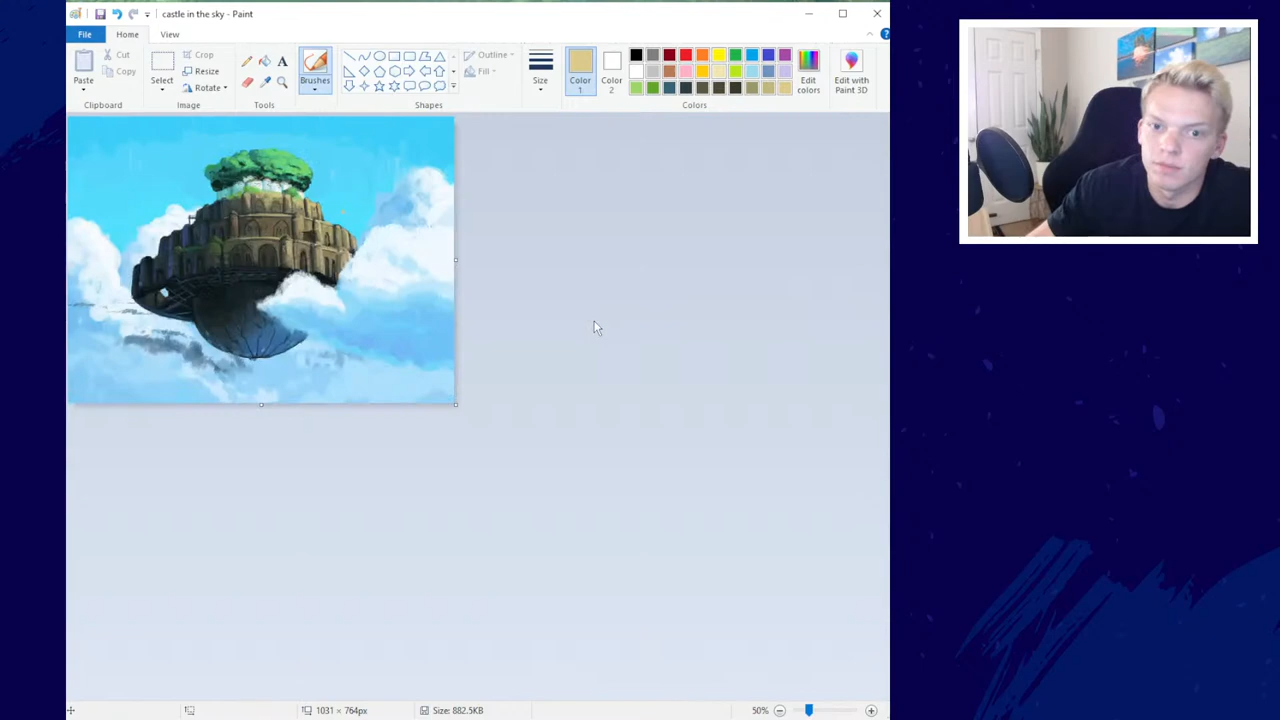 castle in the sky - Paint
File
Home
View
Paste
Cut
Copy
Clipboard
Select
Crop
Resize
Rotate
Image
Tools
Brushes
Outline
Fill
Shapes
Size
Color
1
Color
2
Edit
colors
Colors
Edit with
Paint 3D
1031 × 764px
Size: 882.5KB
50%